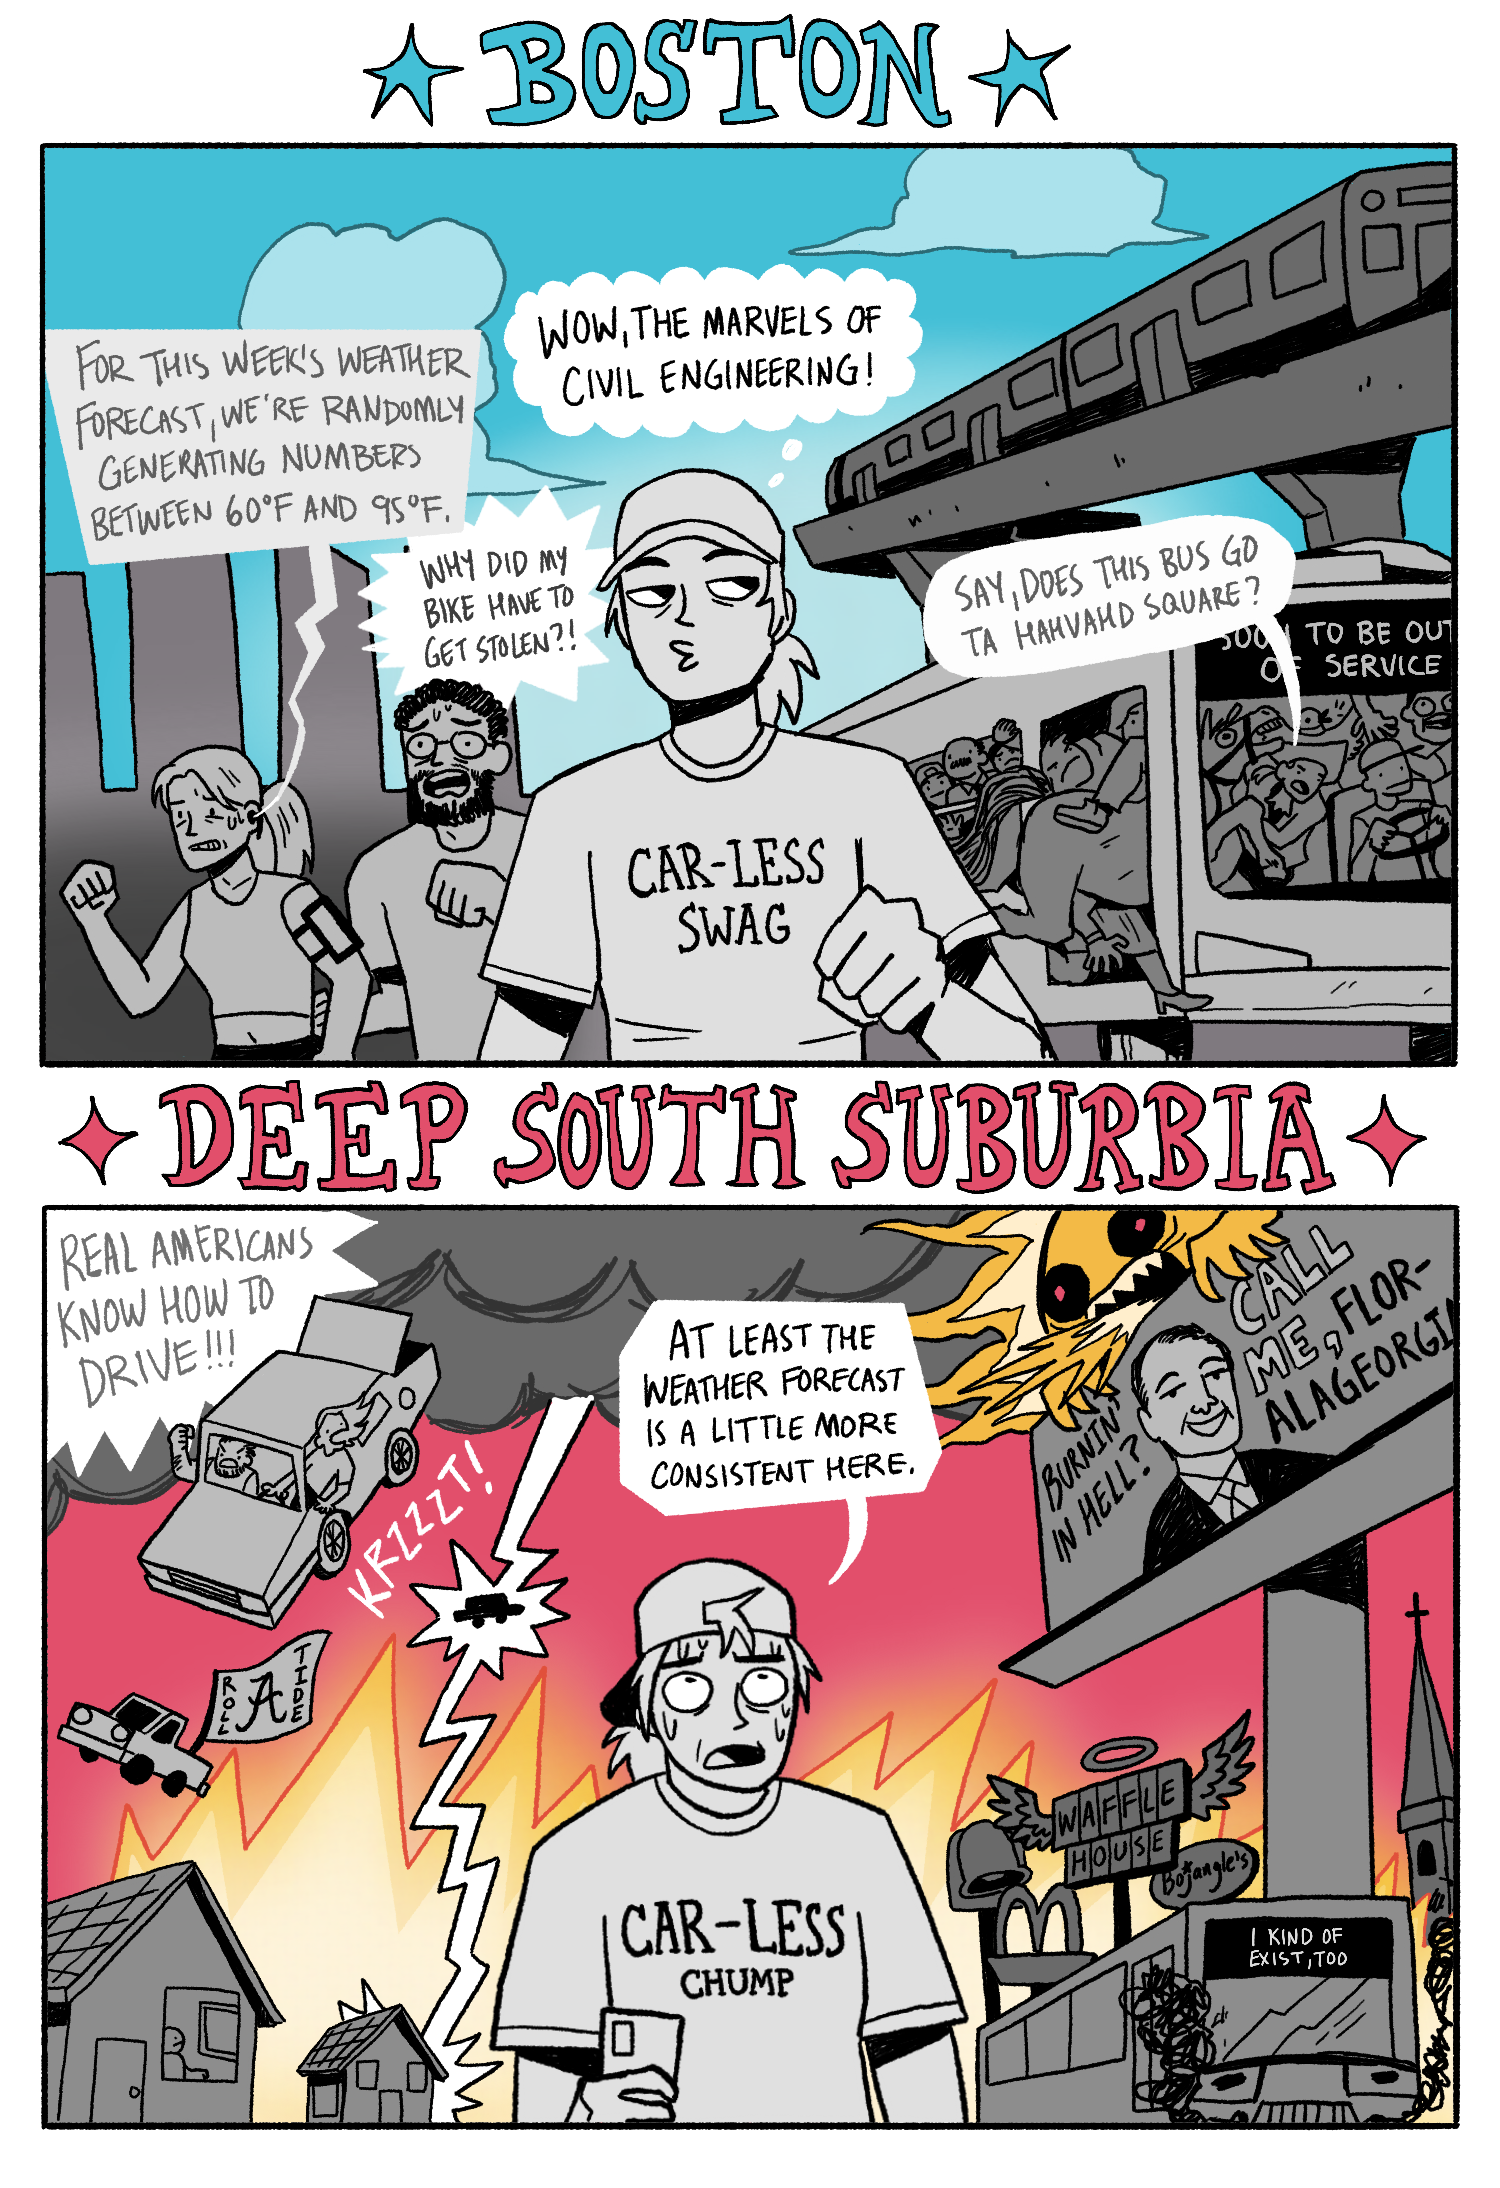 BOSTON
FOR THIS WEEK'S WEATHER
FORECAST, WE'RE RANDOMLY
GENERATING NUMBERS
BETWEEN 60°F AND 95°F.
WOW, THE MARVELS OF
CIVIL ENGINEERING!
WHY DID MY
BIKE HAVE TO
GET STOLEN?!
SAY, DOES THIS BUS GO
TA HAHVAHD SQUARE?
SOON TO BE OUT
OF SERVICE
CAR-LESS
SWAG
DEEP SOUTH SUBURBIA
REAL AMERICANS
KNOW HOW TO
DRIVE!!!
AT LEAST THE
WEATHER FORECAST
IS A LITTLE MORE
CONSISTENT HERE.
BURNIN'
IN HELL?
CALL
ME, FLOR-
ALAGEORGI
KRZZZT!
ROLL
A
TIDE
WAFFLE
HOUSE
Bojangle's
I KIND OF
EXIST, TOO
CAR-LESS
CHUMP